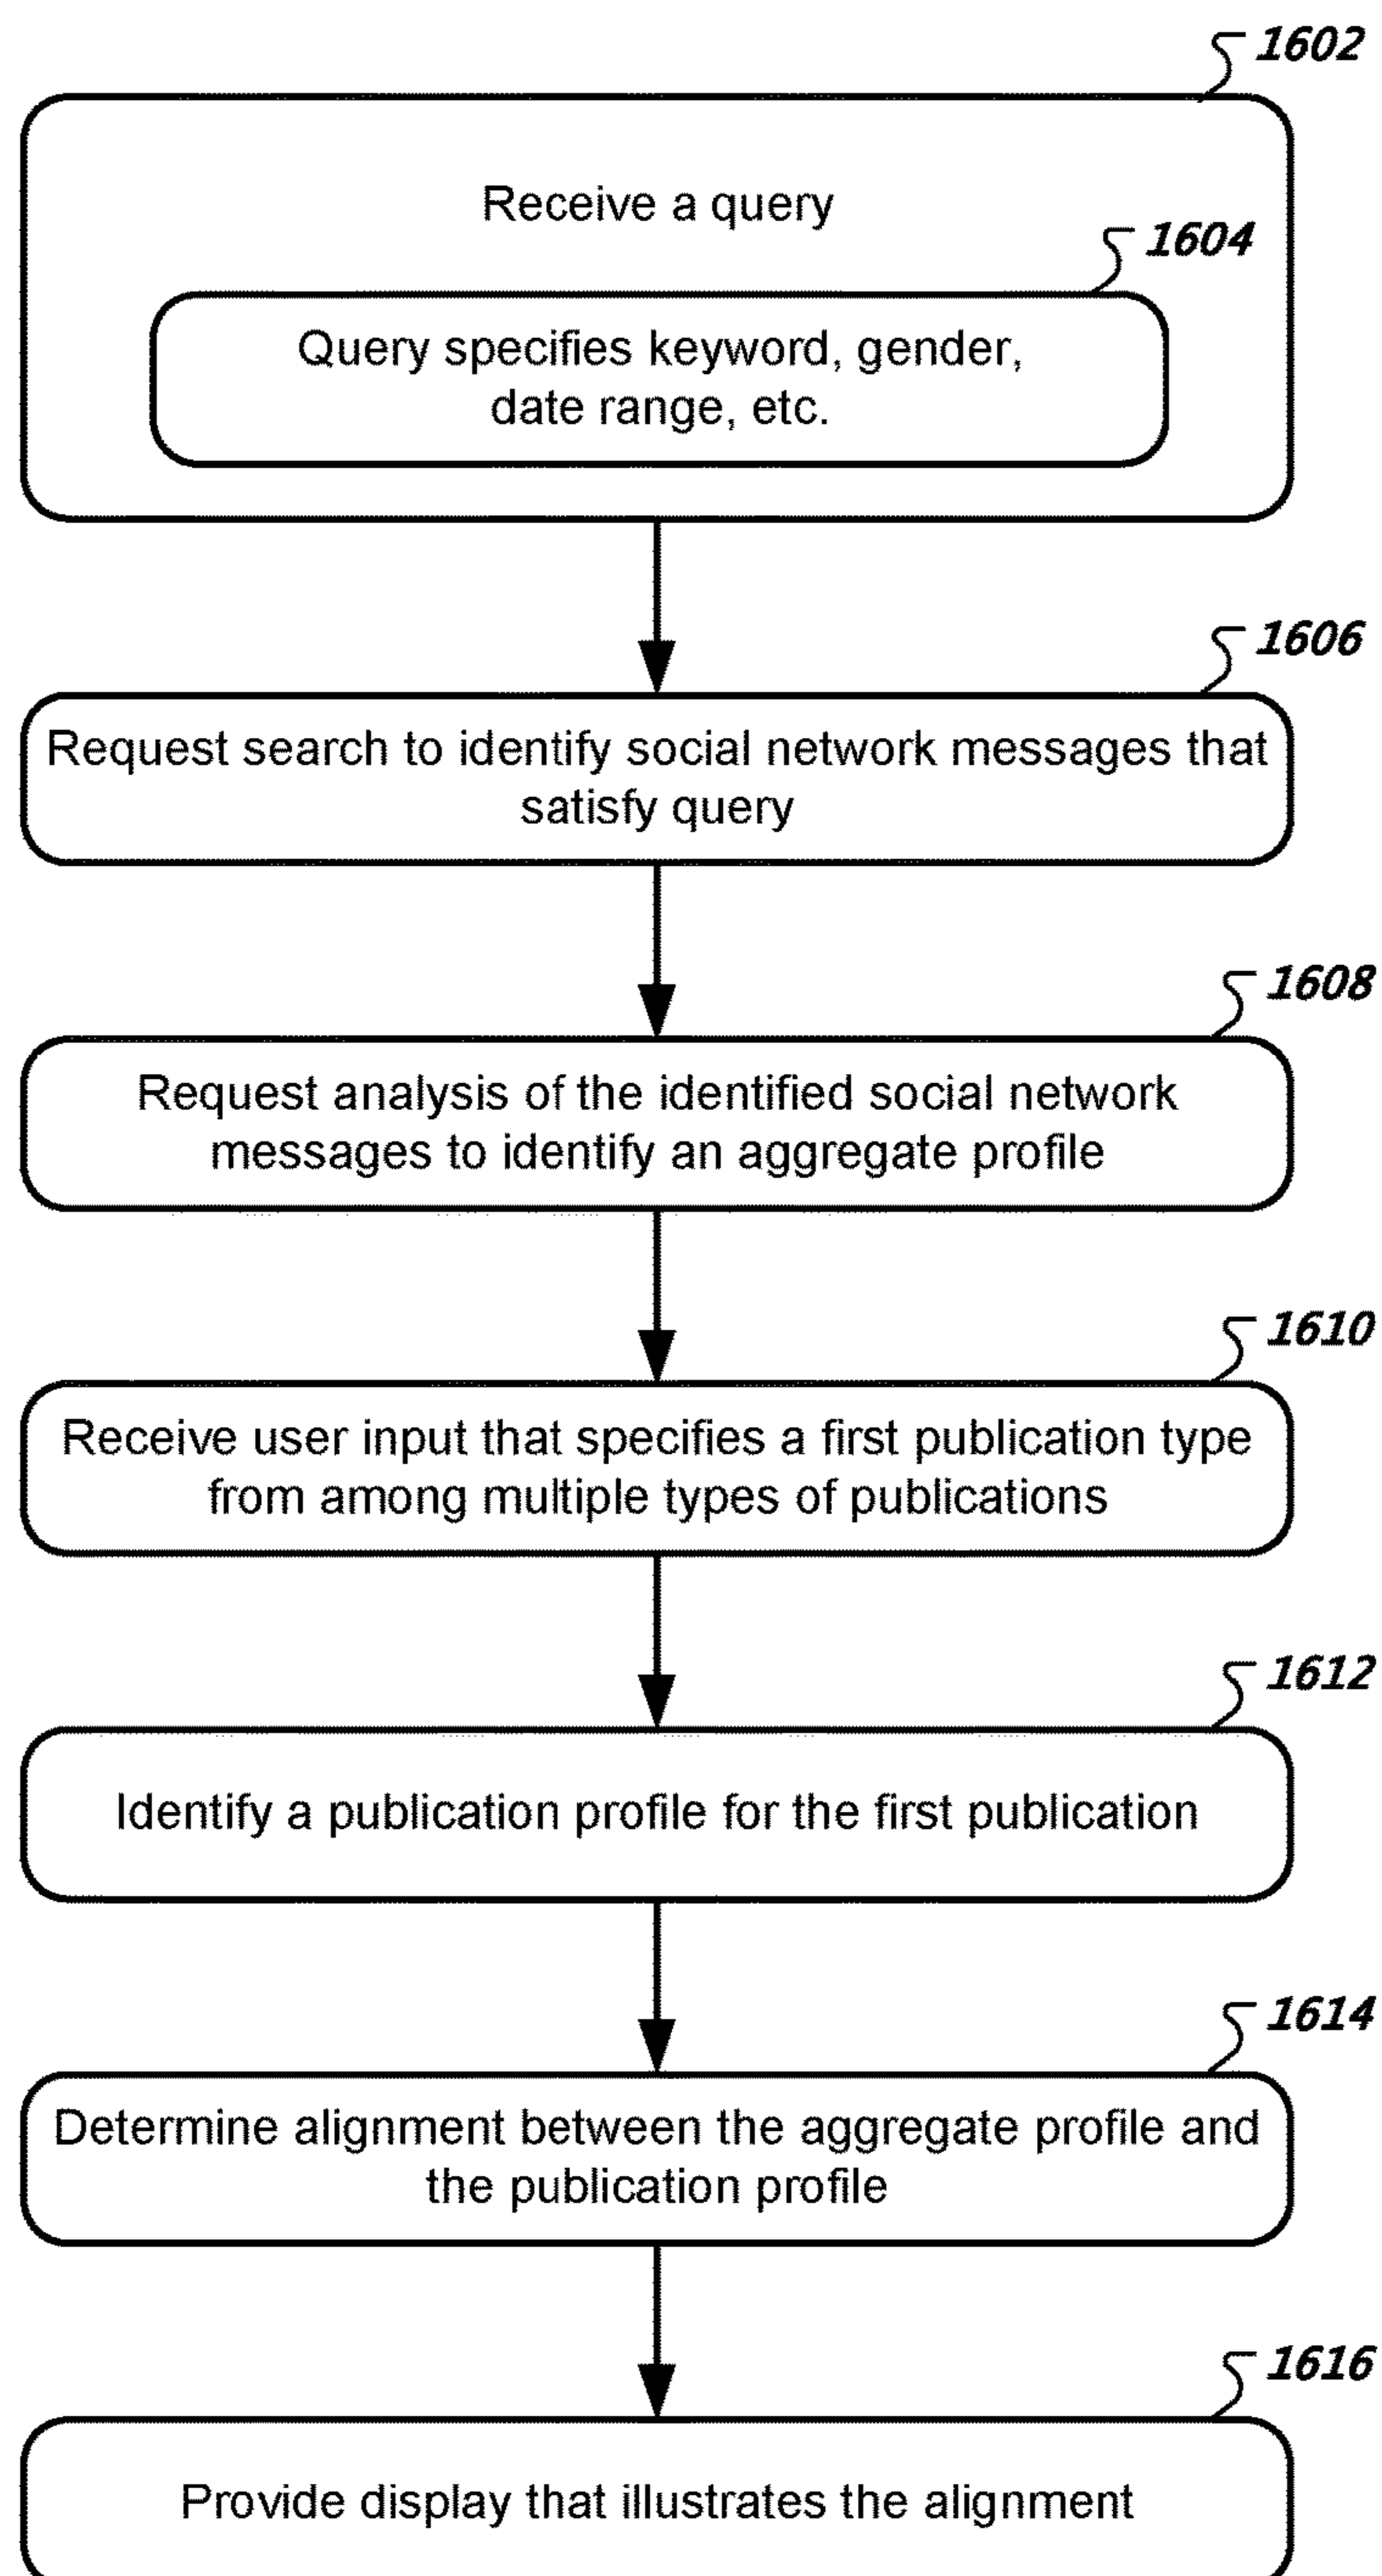 1602
Receive a query
1604
Query specifies keyword, gender,
date range, etc.
1606
Request search to identify social network messages that
satisfy query
1608
Request analysis of the identified social network
messages to identify an aggregate profile
1610
Receive user input that specifies a first publication type
from among multiple types of publications
1612
Identify a publication profile for the first publication
1614
Determine alignment between the aggregate profile and
the publication profile
1616
Provide display that illustrates the alignment